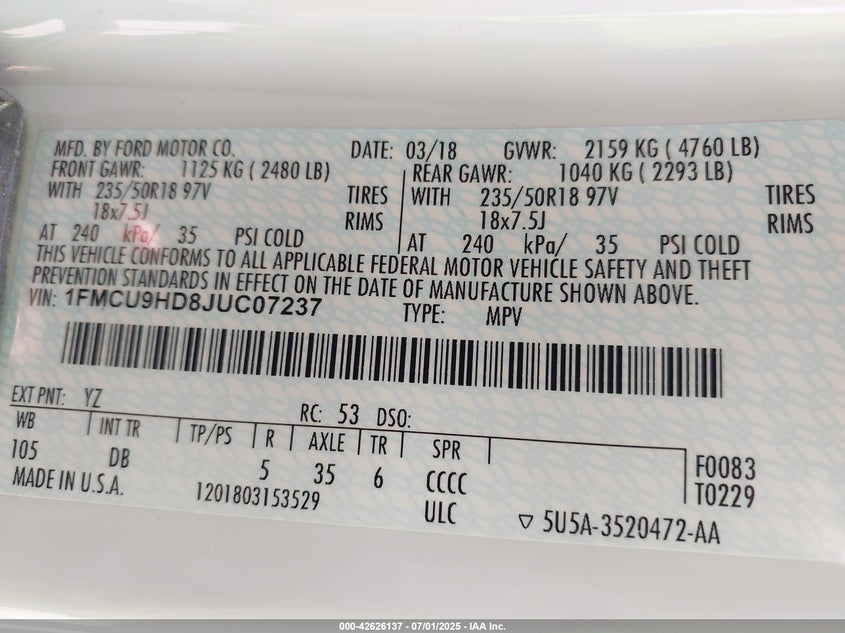 MFD. BY FORD MOTOR CO. DATE: 03/18 GVWR: 2159 KG ( 4760 LB)
FRONT GAWR: 1125 KG ( 2480 LB) REAR GAWR: 1040 KG ( 2293 LB)
WITH 235/50R18 97V TIRES WITH 235/50R18 97V TIRES
18x7.5J RIMS 18x7.5J RIMS
AT 240 kPa/ 35 PSI COLD AT 240 kPa/ 35 PSI COLD
THIS VEHICLE CONFORMS TO ALL APPLICABLE FEDERAL MOTOR VEHICLE SAFETY AND THEFT
PREVENTION STANDARDS IN EFFECT ON THE DATE OF MANUFACTURE SHOWN ABOVE.
VIN: 1FMCU9HD8JUC07237 TYPE: MPV
EXT PNT: YZ RC: 53 DSO:
WB INT TR TP/PS R AXLE TR SPR
105 DB 5 35 6 CCCC F0083
MADE IN U.S.A. 1201803153529 ULC T0229
▽ 5U5A-3520472-AA
000-42626137 - 07/01/2025 - IAA Inc.